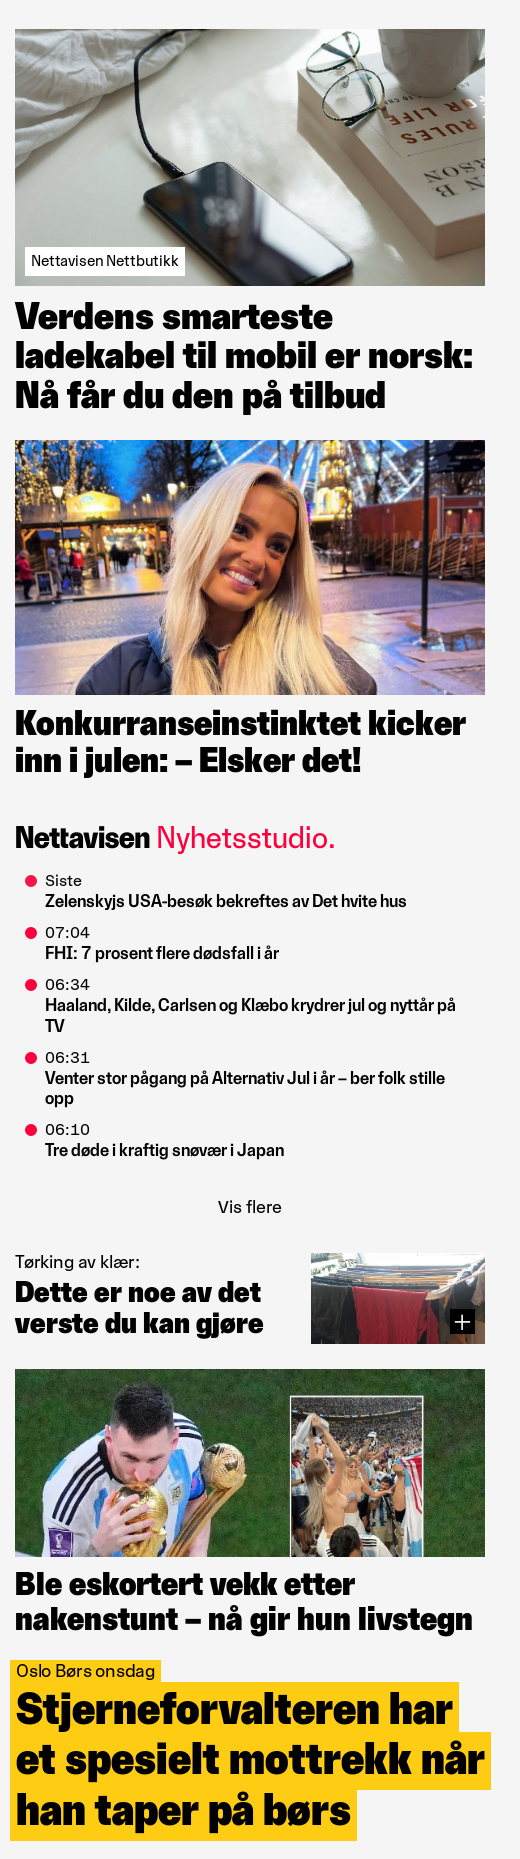 FOR LIFE
RULES
Nettavisen Nettbutikk
Verdens smarteste
ladekabel til mobil er norsk:
Nå får du den på tilbud
Konkurranseinstinktet kicker
inn i julen: – Elsker det!
Nettavisen Nyhetsstudio.
Siste
Zelenskyjs USA-besøk bekreftes av Det hvite hus
07:04
FHI: 7 prosent flere dødsfall i år
06:34
Haaland, Kilde, Carlsen og Klæbo krydrer jul og nyttår på
TV
06:31
Venter stor pågang på Alternativ Jul i år – ber folk stille
opp
06:10
Tre døde i kraftig snøvær i Japan
Vis flere
Tørking av klær:
Dette er noe av det
verste du kan gjøre
Ble eskortert vekk etter
nakenstunt – nå gir hun livstegn
Oslo Børs onsdag
Stjerneforvalteren har
et spesielt mottrekk når
han taper på børs